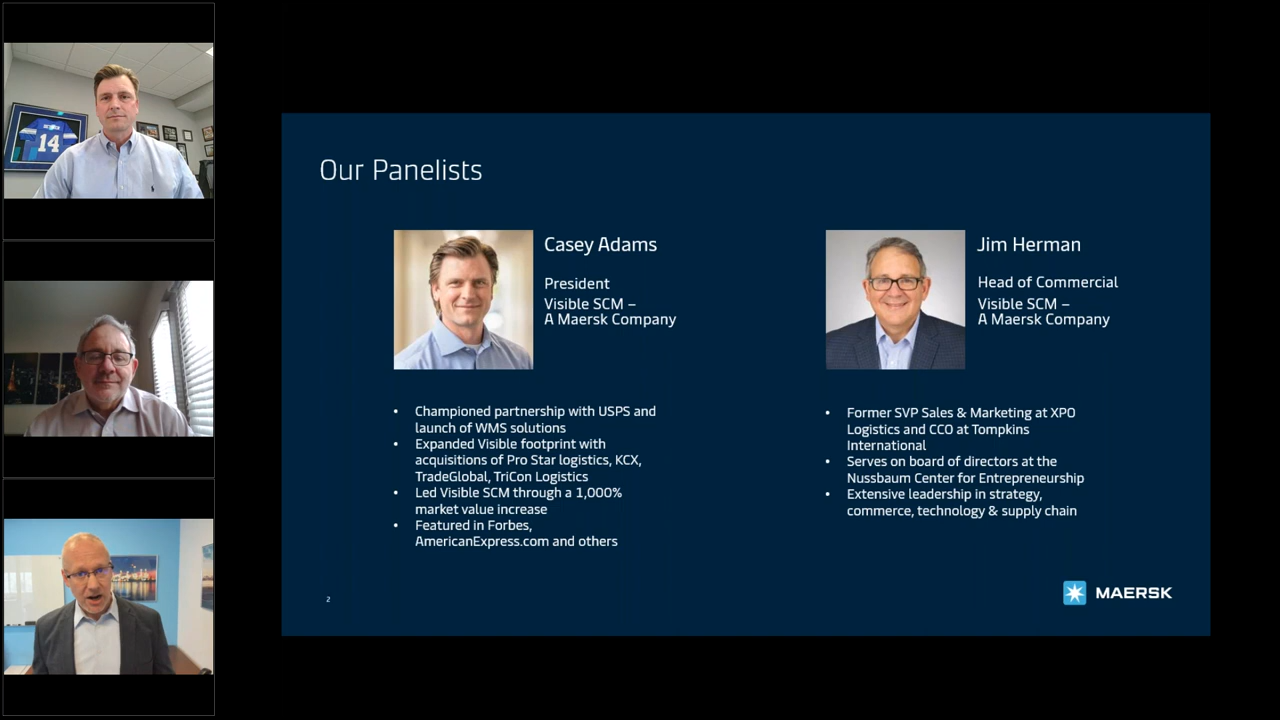 14
Our Panelists
Casey Adams
President
Visible SCM –
A Maersk Company
• Championed partnership with USPS and
launch of WMS solutions
• Expanded Visible footprint with
acquisitions of Pro Star logistics, KCX,
TradeGlobal, TriCon Logistics
• Led Visible SCM through a 1,000%
market value increase
• Featured in Forbes,
AmericanExpress.com and others
Jim Herman
Head of Commercial
Visible SCM –
A Maersk Company
• Former SVP Sales & Marketing at XPO
Logistics and CCO at Tompkins
International
• Serves on board of directors at the
Nussbaum Center for Entrepreneurship
• Extensive leadership in strategy,
commerce, technology & supply chain
2
MAERSK